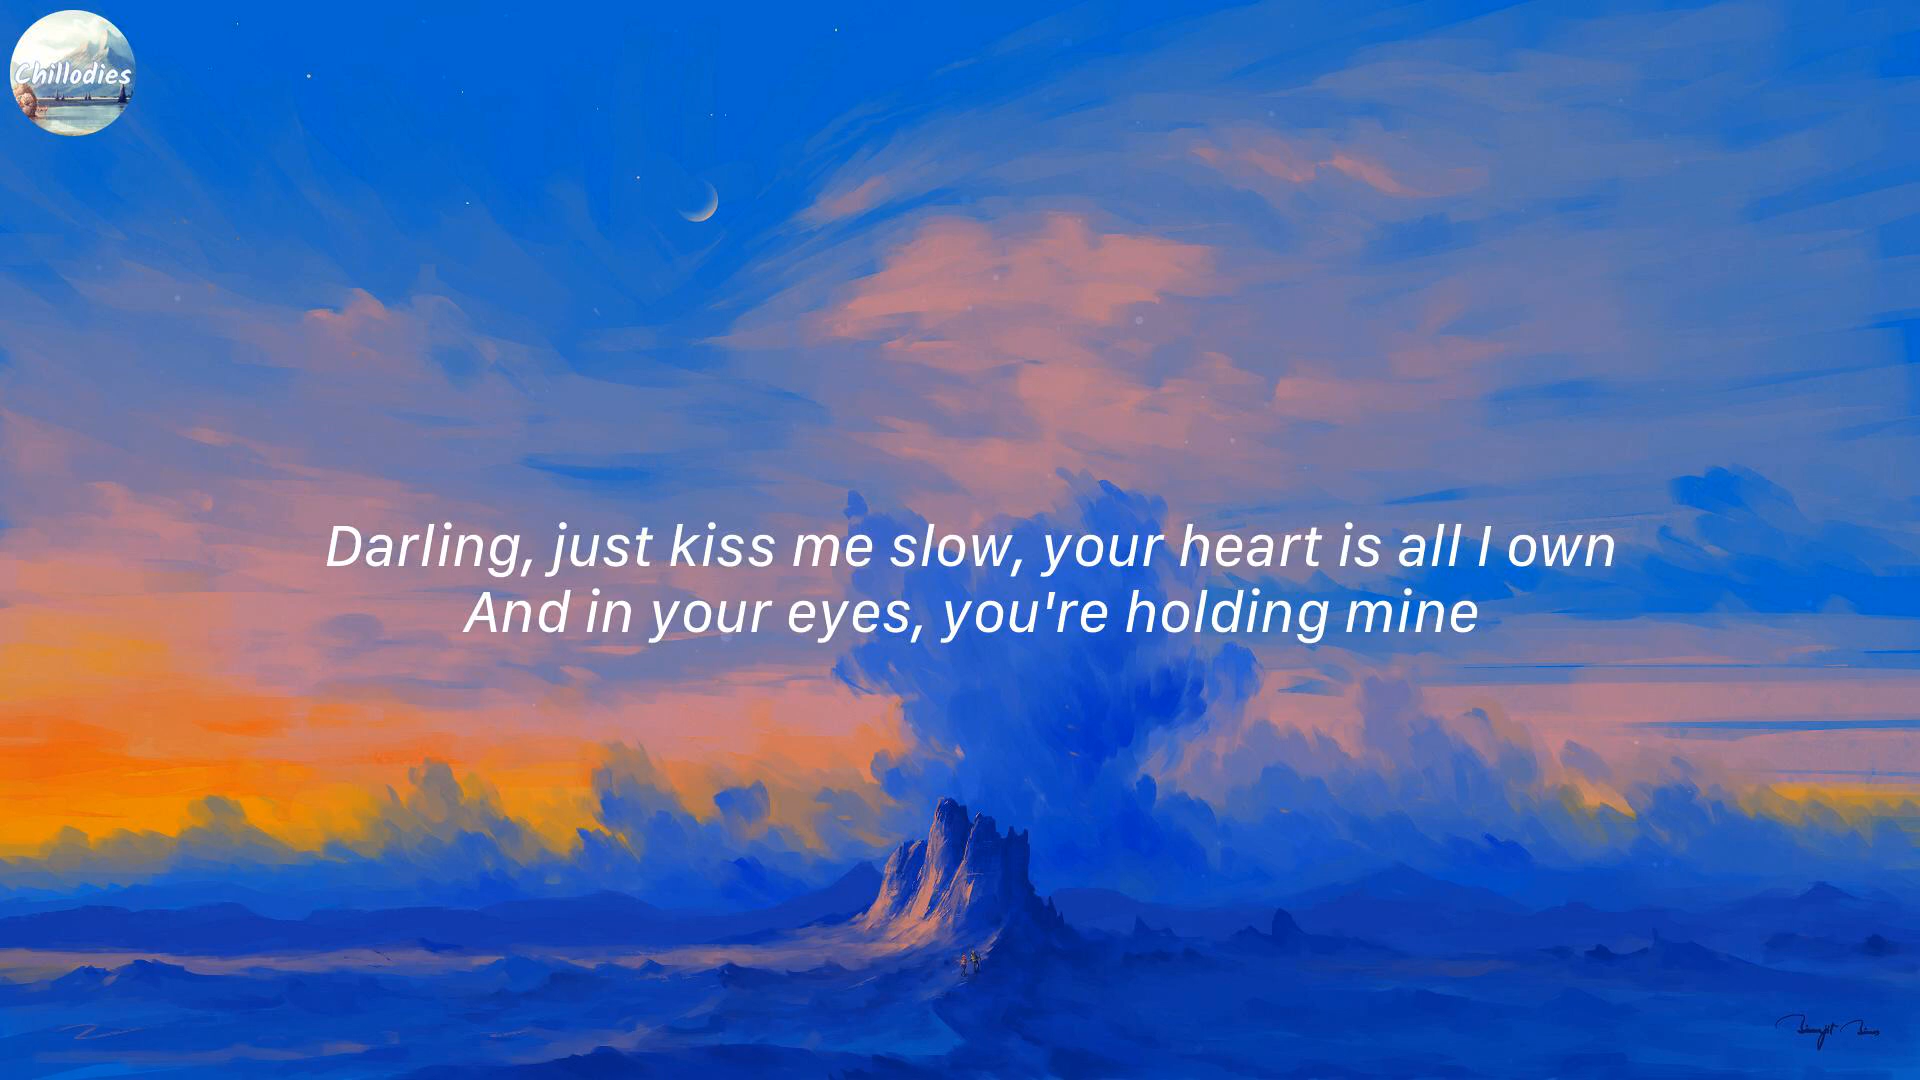 Chillodies
Darling, just kiss me slow, your heart is all I own
And in your eyes, you're holding mine